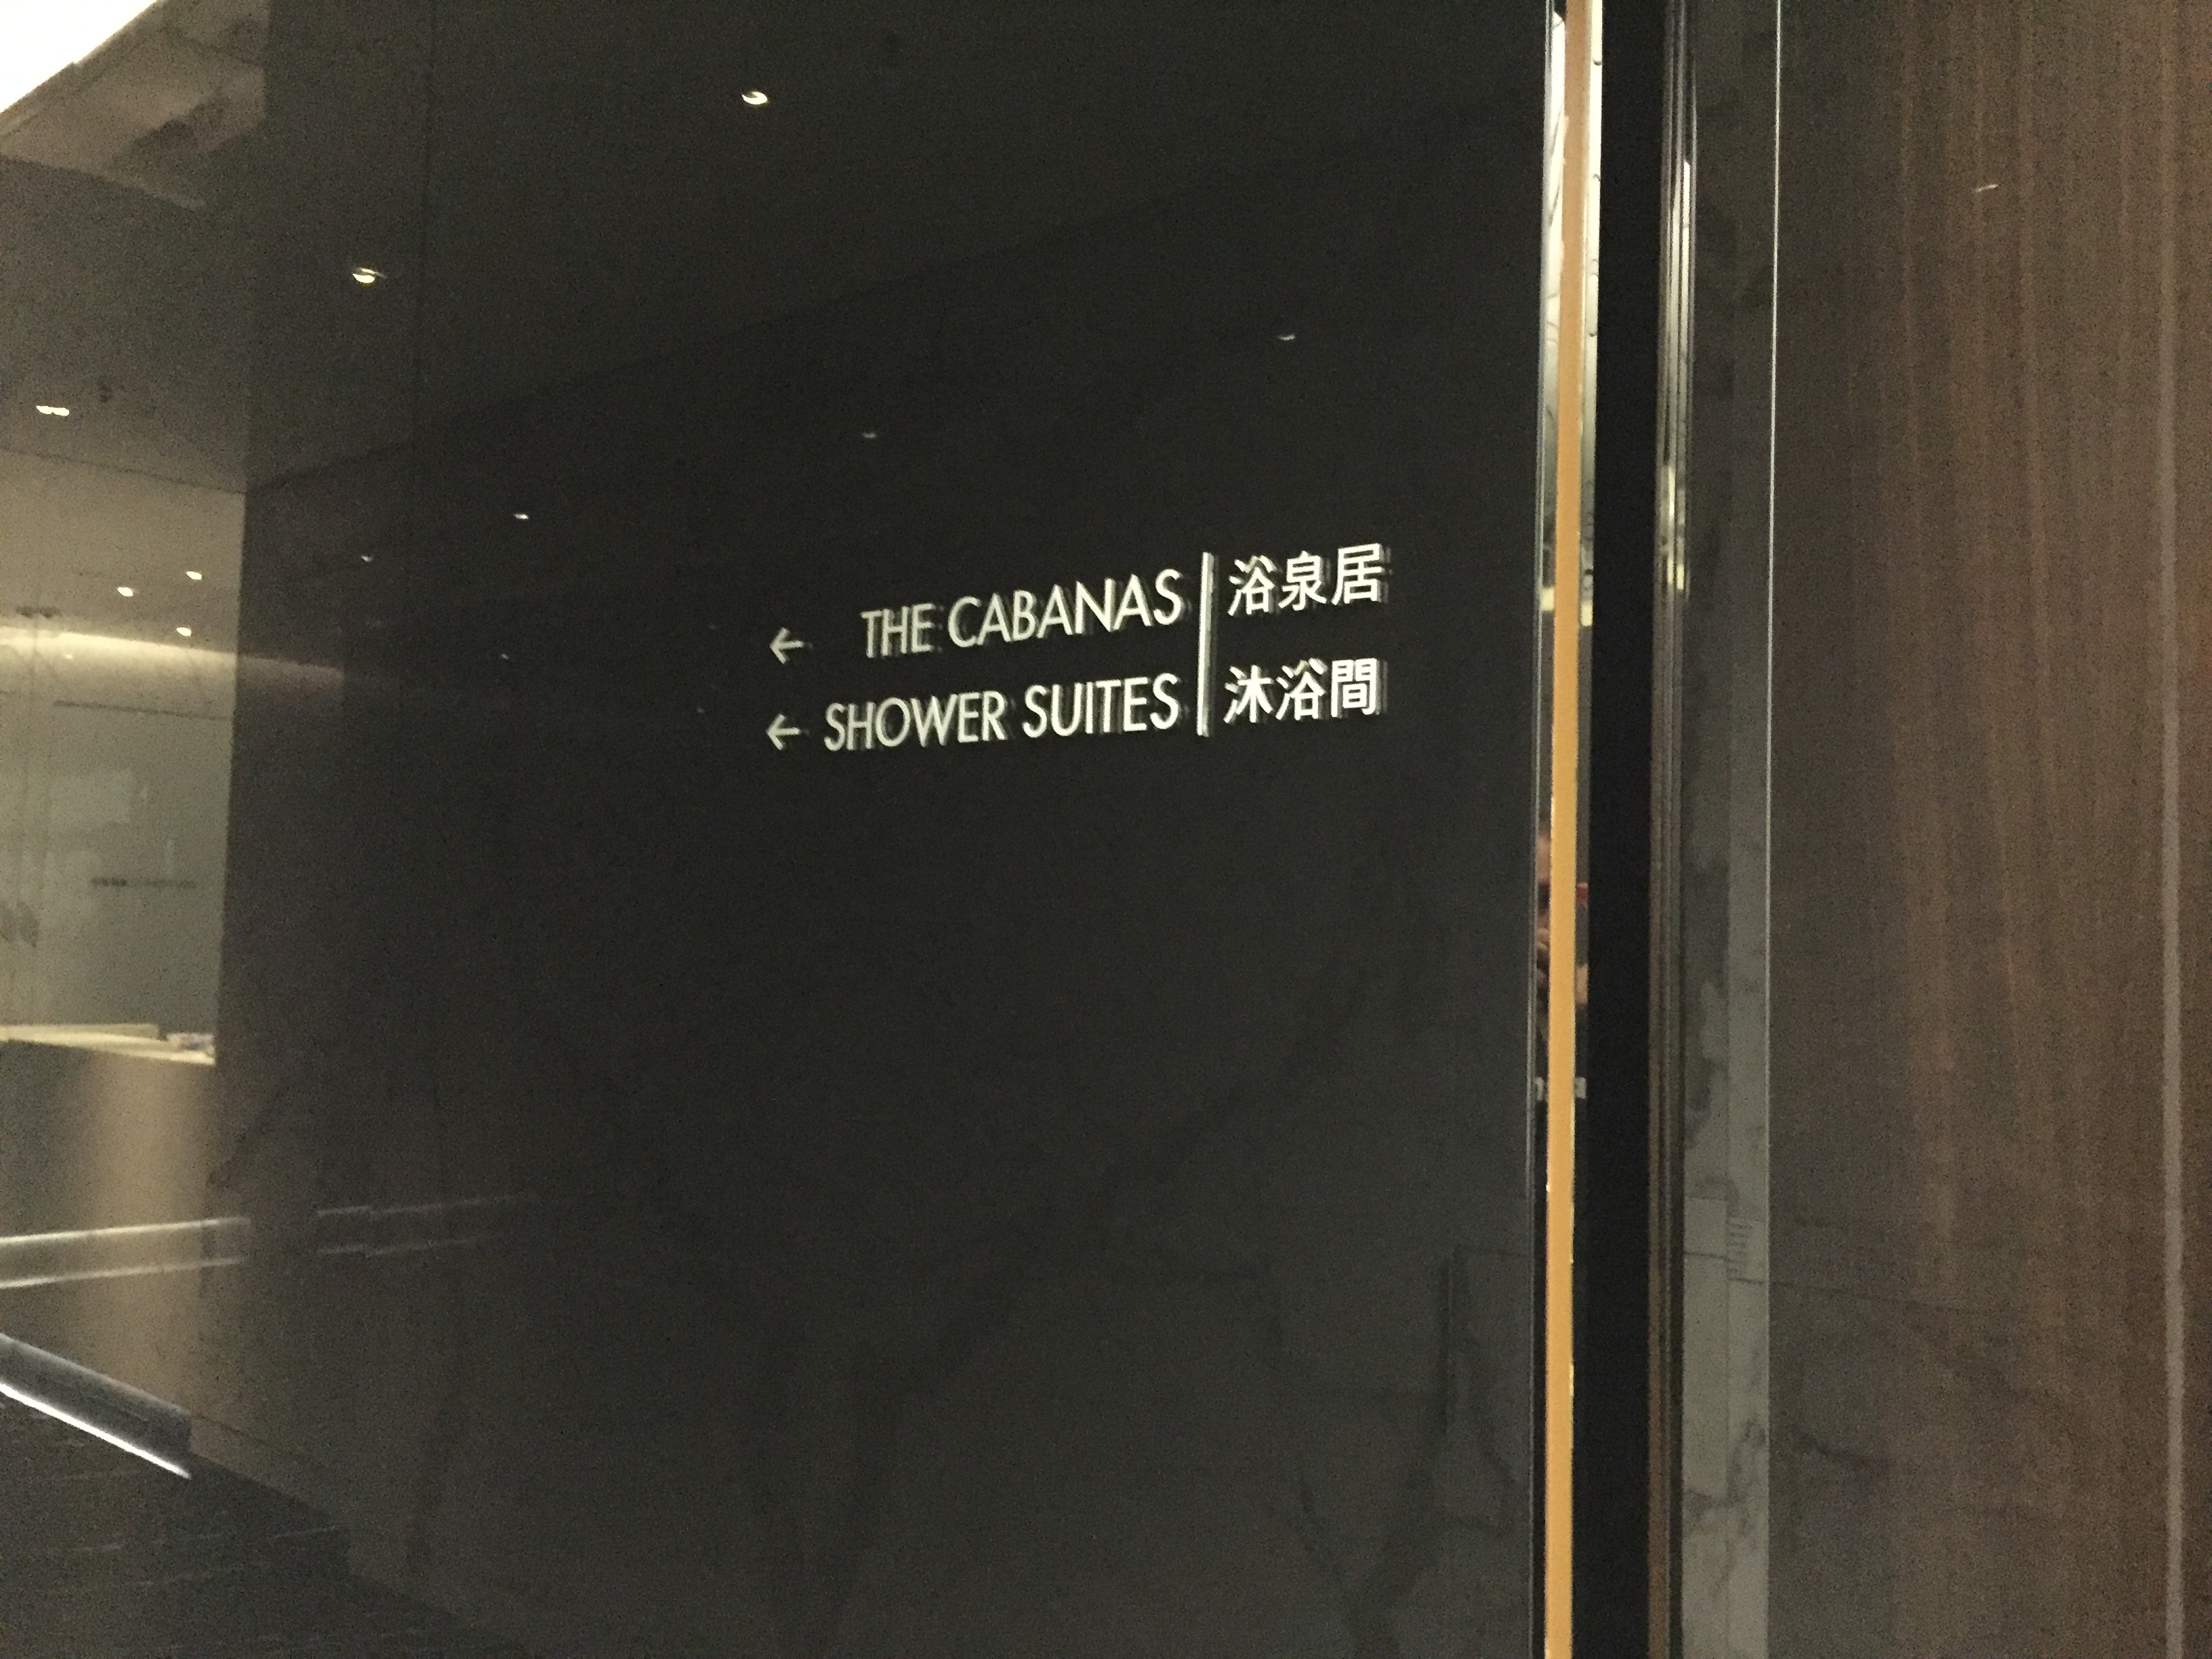 ← THE CABANAS | 浴泉居
← SHOWER SUITES | 沐浴間